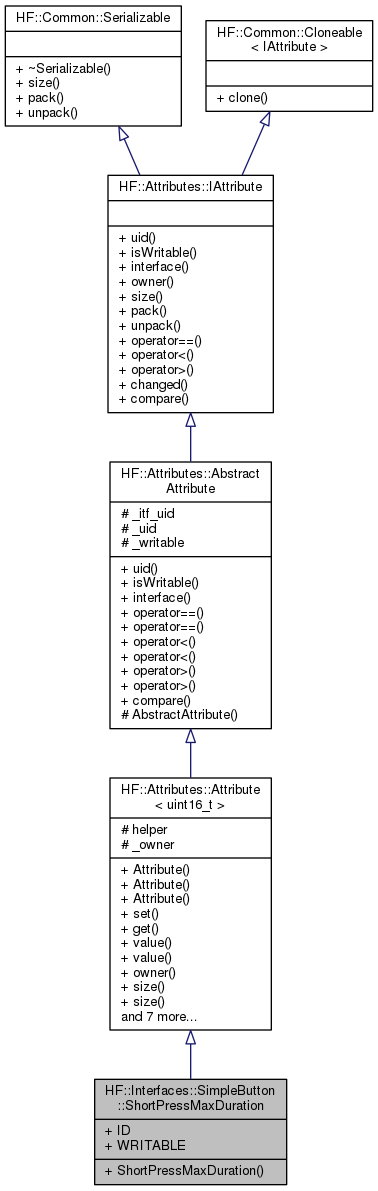 HF::Common::Serializable
+ ~Serializable()
+ size()
+ pack()
+ unpack()
HF::Common::Cloneable
< IAttribute >
+ clone()
HF::Attributes::IAttribute
+ uid()
+ isWritable()
+ interface()
+ owner()
+ size()
+ pack()
+ unpack()
+ operator==()
+ operator<()
+ operator>()
+ changed()
+ compare()
HF::Attributes::Abstract
Attribute
# _itf_uid
# _uid
# _writable
+ uid()
+ isWritable()
+ interface()
+ operator==()
+ operator==()
+ operator<()
+ operator<()
+ operator>()
+ operator>()
+ compare()
# AbstractAttribute()
HF::Attributes::Attribute
< uint16_t >
# helper
# _owner
+ Attribute()
+ Attribute()
+ Attribute()
+ set()
+ get()
+ value()
+ value()
+ owner()
+ size()
+ size()
and 7 more...
HF::Interfaces::SimpleButton
::ShortPressMaxDuration
+ ID
+ WRITABLE
+ ShortPressMaxDuration()